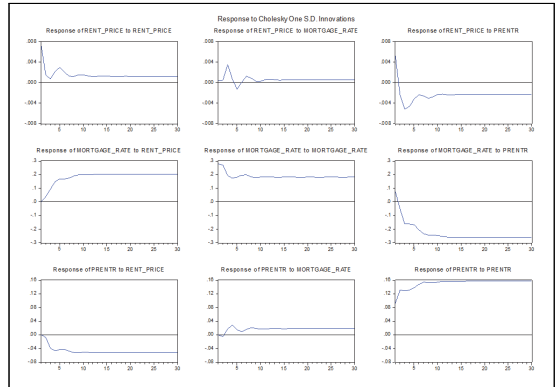 Response to Cholesky One S.D. Innovations
Response of RENT_PRICE to RENT_PRICE
Response of RENT_PRICE to MORTGAGE_RATE
Response of RENT_PRICE to PRENTR
.008 .008 .008
.004 .004 .004
.000 .000 .000
-.004 -.004 -.004
-.008 -.008 -.008
5 10 15 20 25 30 5 10 15 20 25 30 5 10 15 20 25 30
Response of MORTGAGE_RATE to RENT_PRICE
Response of MORTGAGE_RATE to MORTGAGE_RATE
Response of MORTGAGE_RATE to PRENTR
.3 .3 .3
.2 .2 .2
.1 .1 .1
.0 .0 .0
-.1 -.1 -.1
-.2 -.2 -.2
-.3 -.3 -.3
5 10 15 20 25 30 5 10 15 20 25 30 5 10 15 20 25 30
Response of PRENTR to RENT_PRICE
Response of PRENTR to MORTGAGE_RATE
Response of PRENTR to PRENTR
.16 .16 .16
.12 .12 .12
.08 .08 .08
.04 .04 .04
.00 .00 .00
-.04 -.04 -.04
-.08 -.08 -.08
5 10 15 20 25 30 5 10 15 20 25 30 5 10 15 20 25 30